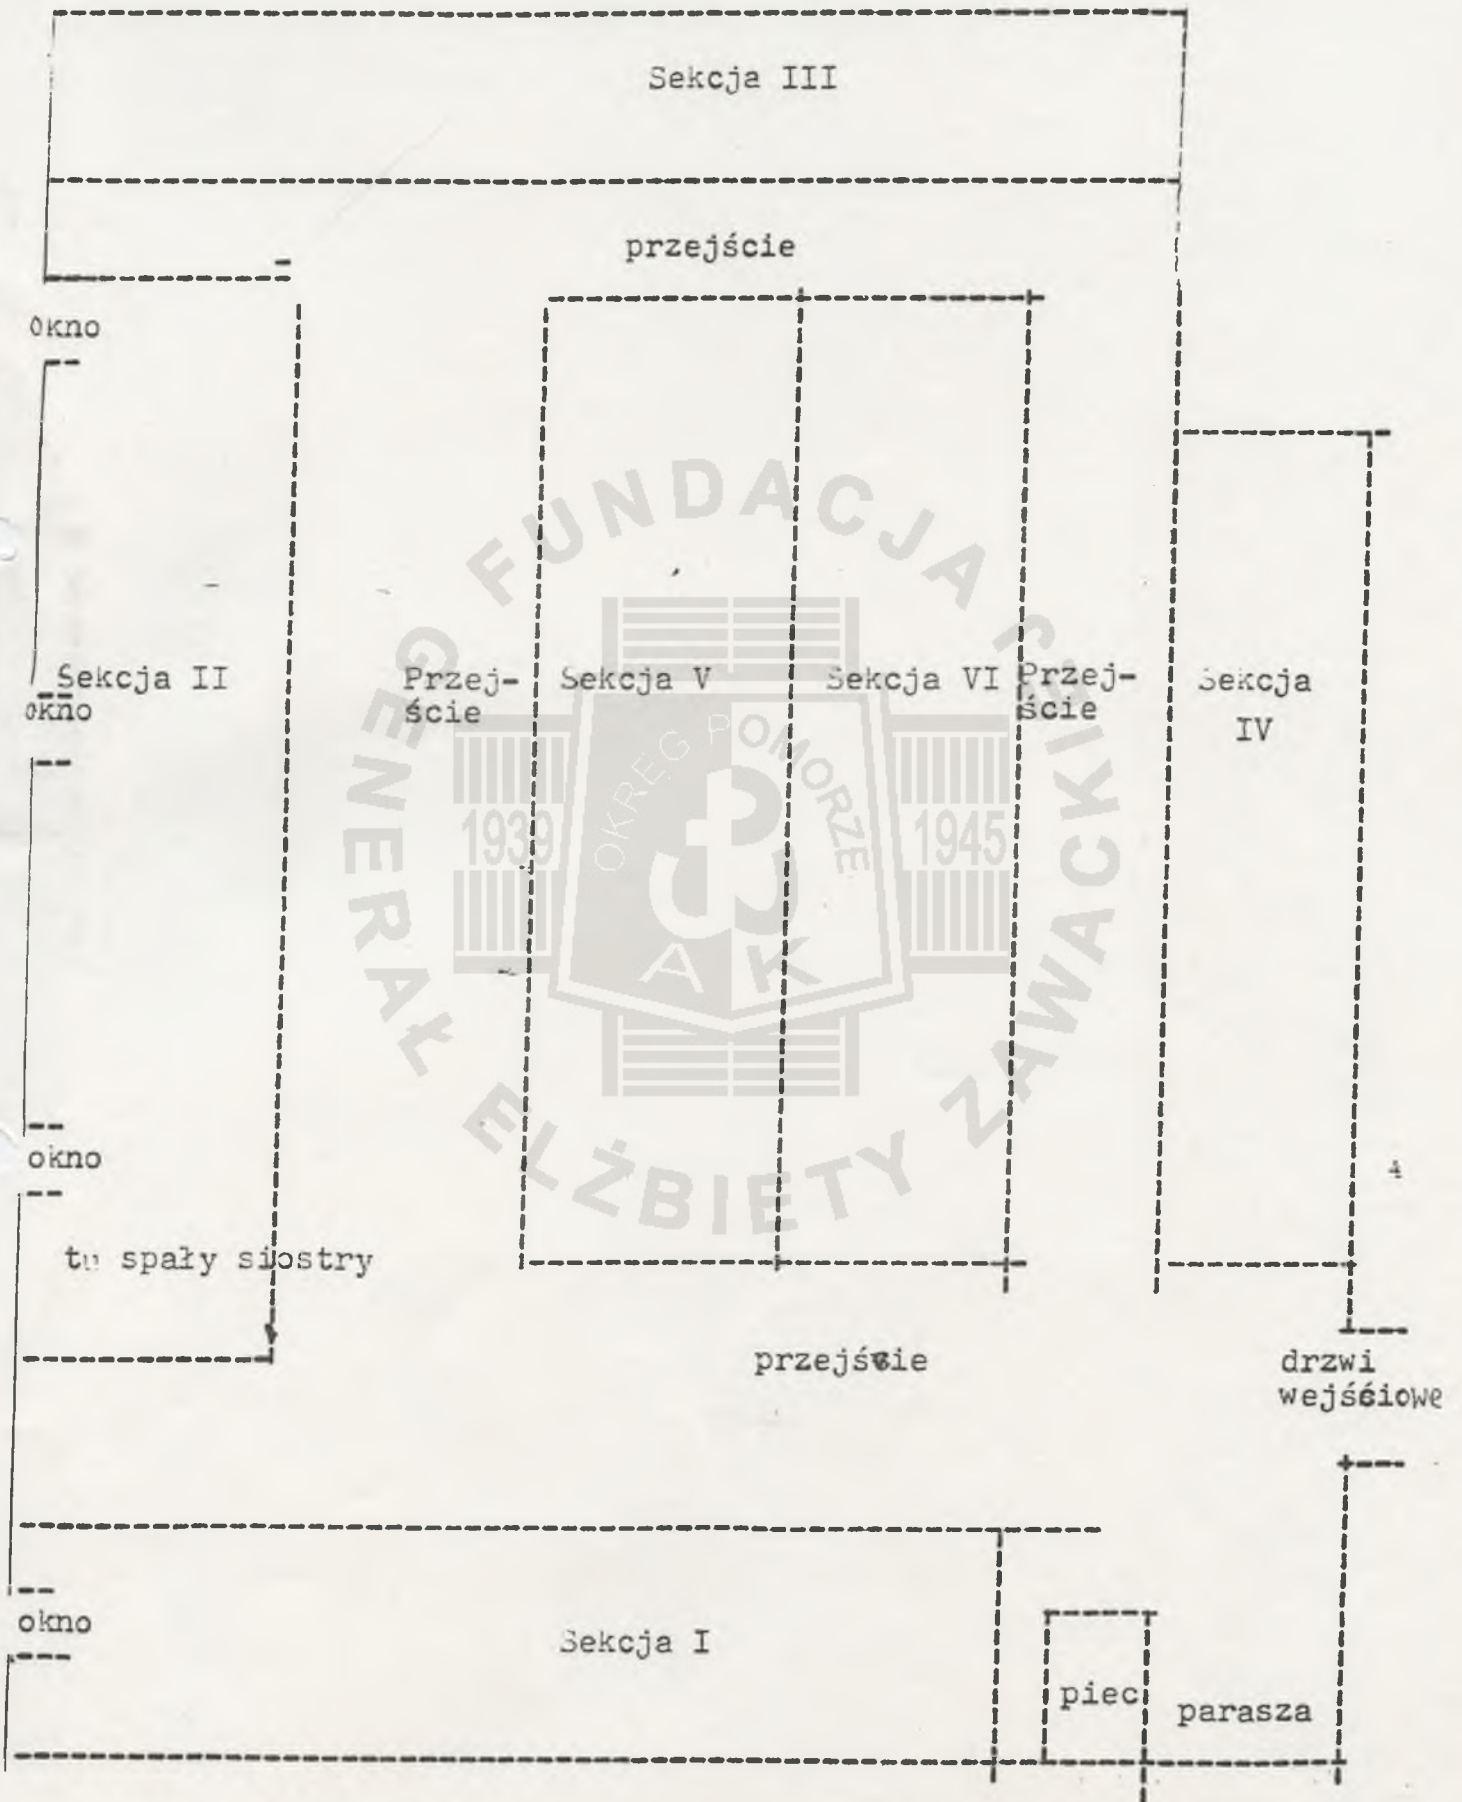 Sekcja III
przejście
okno
Sekcja II
Przej-
ście
Sekcja V
Sekcja VI
Przej-
ście
Sekcja
IV
okno
okno
tu spały siostry
przejście
drzwi
wejściowe
okno
Sekcja I
piec
parasza
FUNDACJA GENERAŁ ELŻBIETY ZAWACKIEJ
OKRĘG POMORZE
1939
1945
AK